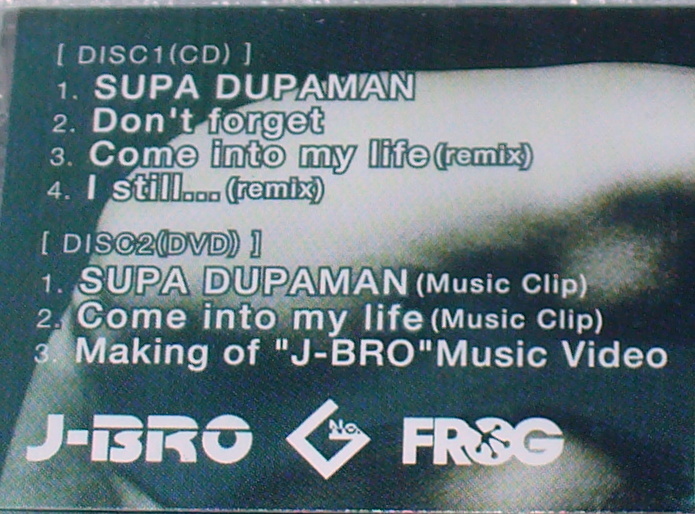 [ DISC1(CD) ]
1. SUPA DUPAMAN
2. Don't forget
3. Come into my life(remix)
4. I still...(remix)
[ DISC2(DVD) ]
1. SUPA DUPAMAN(Music Clip)
2. Come into my life(Music Clip)
3. Making of "J-BRO"Music Video
J-BRO No. FROG